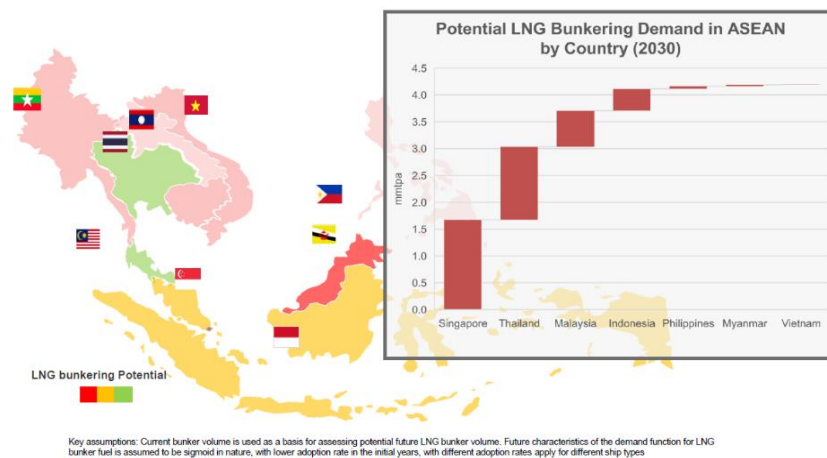 Potential LNG Bunkering Demand in ASEAN
by Country (2030)
mmtpa
4.5
4.0
3.5
3.0
2.5
2.0
1.5
1.0
0.5
0.0
Singapore Thailand Malaysia Indonesia Philippines Myanmar Vietnam
LNG bunkering Potential
Key assumptions: Current bunker volume is used as a basis for assessing potential future LNG bunker volume. Future characteristics of the demand function for LNG
bunker fuel is assumed to be sigmoid in nature, with lower adoption rate in the initial years, with different adoption rates apply for different ship types